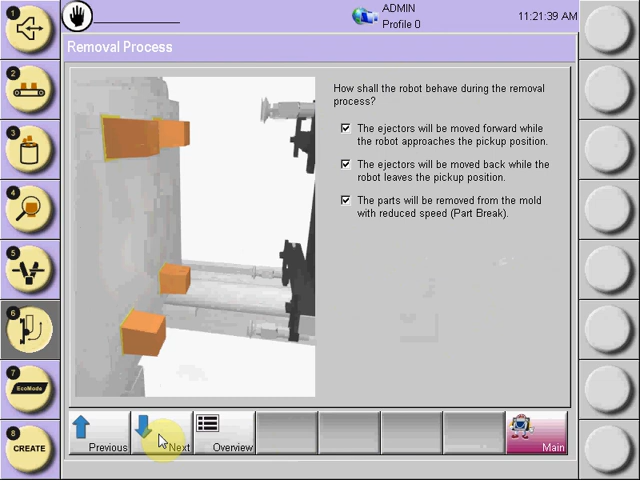 ADMIN
Profile 0
11:21:39 AM
Removal Process
How shall the robot behave during the removal
process?
The ejectors will be moved forward while
the robot approaches the pickup position.
The ejectors will be moved back while the
robot leaves the pickup position.
The parts will be removed from the mold
with reduced speed (Part Break).
1
2
3
4
5
6
7
EcoMode
8
CREATE
Previous
Next
Overview
Main